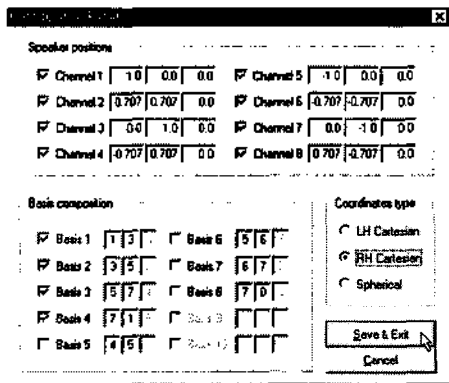 Speaker positions
Channel 1 1.0 0.0 0.0 Channel 5 -1.0 0.0 0.0
Channel 2 0.707 0.707 0.0 Channel 6 -0.707 -0.707 0.0
Channel 3 0.0 1.0 0.0 Channel 7 0.0 -1.0 0.0
Channel 4 -0.707 0.707 0.0 Channel 8 0.707 -0.707 0.0
Basis composition
Coordinates type
Basis 1 1 3 Basis 6 5 6
LH Cartesian
Basis 2 3 5 Basis 7 6 7
RH Cartesian
Basis 3 5 7 Basis 8 7 0
Spherical
Basis 4 7 1
Basis 5 4 5
Save & Exit
Cancel